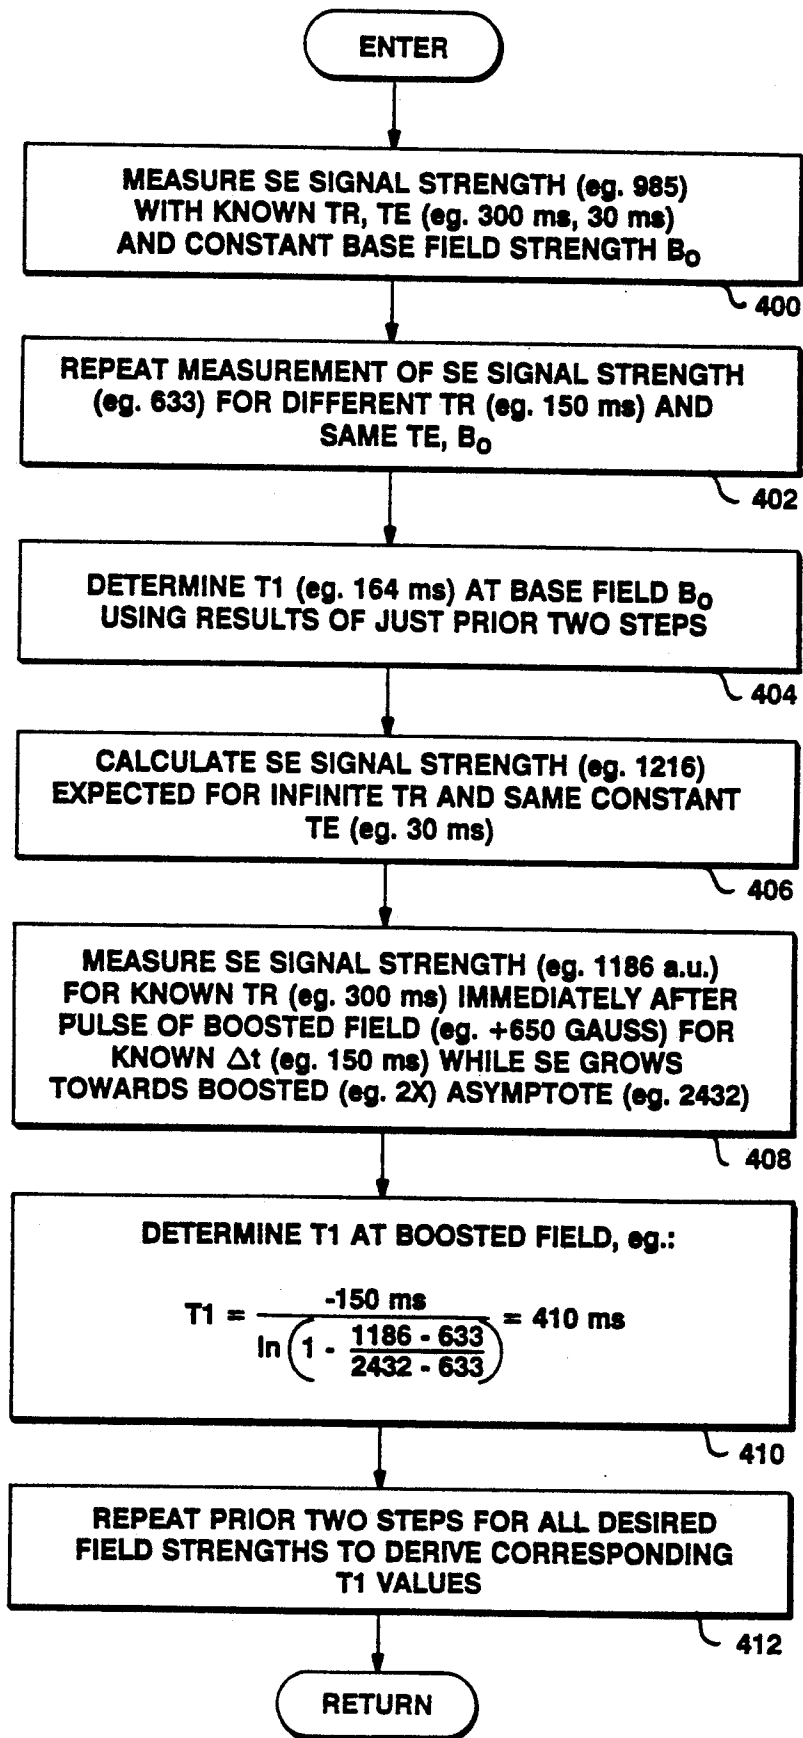 ENTER
MEASURE SE SIGNAL STRENGTH (eg. 985)
WITH KNOWN TR, TE (eg. 300 ms, 30 ms)
AND CONSTANT BASE FIELD STRENGTH B₀
400
REPEAT MEASUREMENT OF SE SIGNAL STRENGTH
(eg. 633) FOR DIFFERENT TR (eg. 150 ms) AND
SAME TE, B₀
402
DETERMINE T1 (eg. 164 ms) AT BASE FIELD B₀
USING RESULTS OF JUST PRIOR TWO STEPS
404
CALCULATE SE SIGNAL STRENGTH (eg. 1216)
EXPECTED FOR INFINITE TR AND SAME CONSTANT
TE (eg. 30 ms)
406
MEASURE SE SIGNAL STRENGTH (eg. 1186 a.u.)
FOR KNOWN TR (eg. 300 ms) IMMEDIATELY AFTER
PULSE OF BOOSTED FIELD (eg. +650 GAUSS) FOR
KNOWN Δt (eg. 150 ms) WHILE SE GROWS
TOWARDS BOOSTED (eg. 2X) ASYMPTOTE (eg. 2432)
408
DETERMINE T1 AT BOOSTED FIELD, eg.:
T1 = -150 ms / ln (1 - (1186 - 633) / (2432 - 633)) = 410 ms
410
REPEAT PRIOR TWO STEPS FOR ALL DESIRED
FIELD STRENGTHS TO DERIVE CORRESPONDING
T1 VALUES
412
RETURN